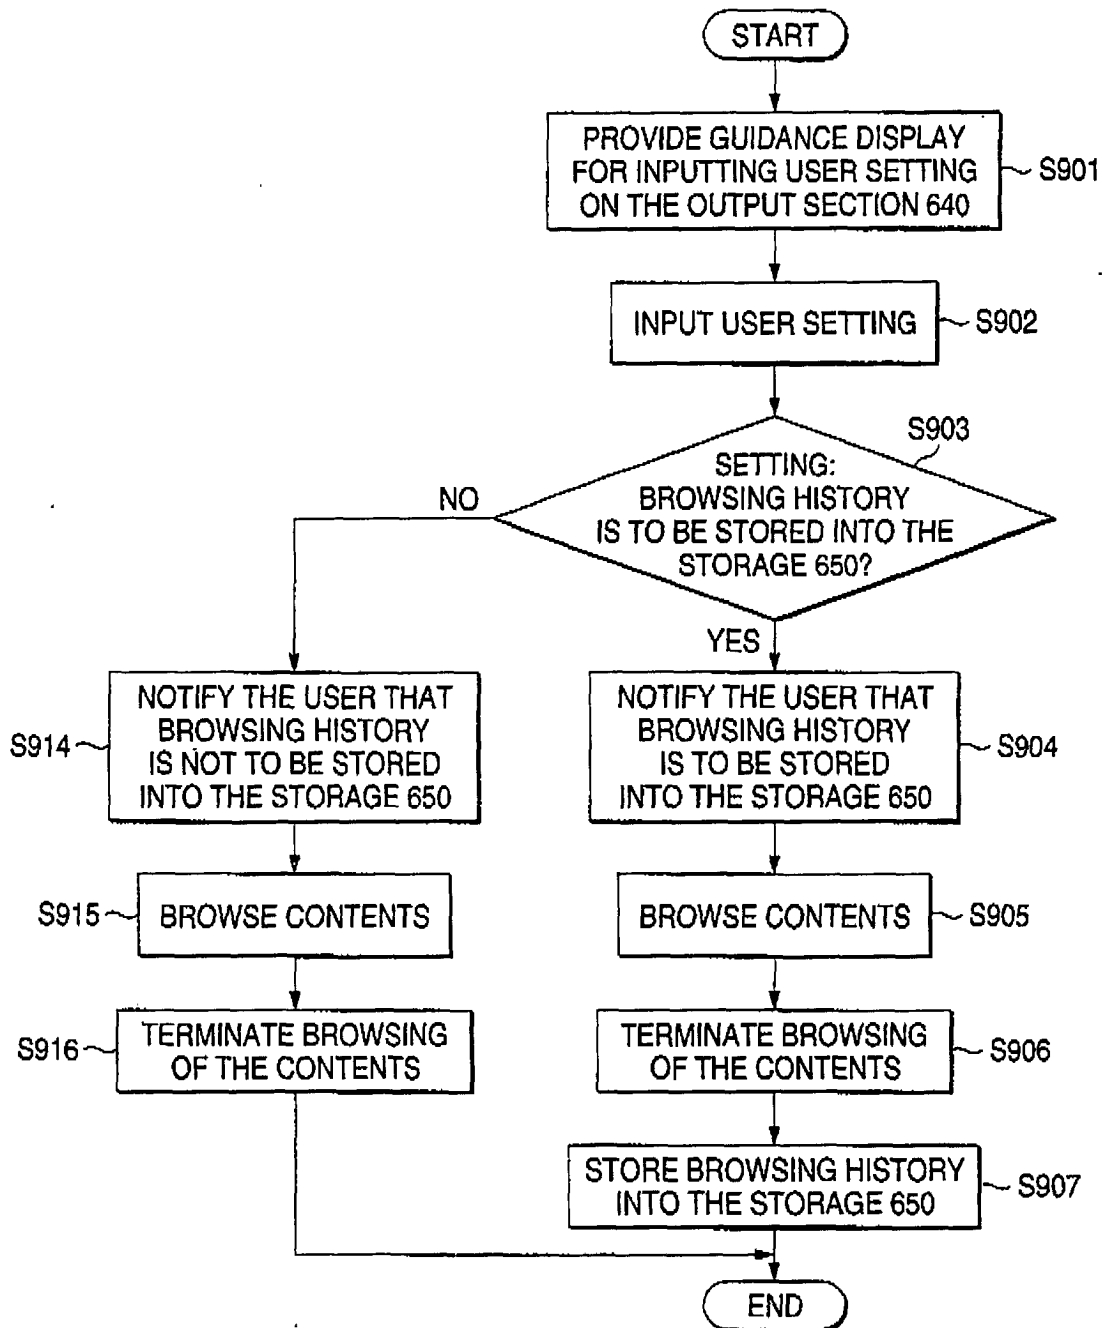 START
PROVIDE GUIDANCE DISPLAY
FOR INPUTTING USER SETTING
ON THE OUTPUT SECTION 640
S901
INPUT USER SETTING
S902
S903
SETTING:
BROWSING HISTORY
IS TO BE STORED INTO THE
STORAGE 650?
NO
YES
NOTIFY THE USER THAT
BROWSING HISTORY
IS NOT TO BE STORED
INTO THE STORAGE 650
S914
NOTIFY THE USER THAT
BROWSING HISTORY
IS TO BE STORED
INTO THE STORAGE 650
S904
S915
BROWSE CONTENTS
BROWSE CONTENTS
S905
S916
TERMINATE BROWSING
OF THE CONTENTS
TERMINATE BROWSING
OF THE CONTENTS
S906
STORE BROWSING HISTORY
INTO THE STORAGE 650
S907
END